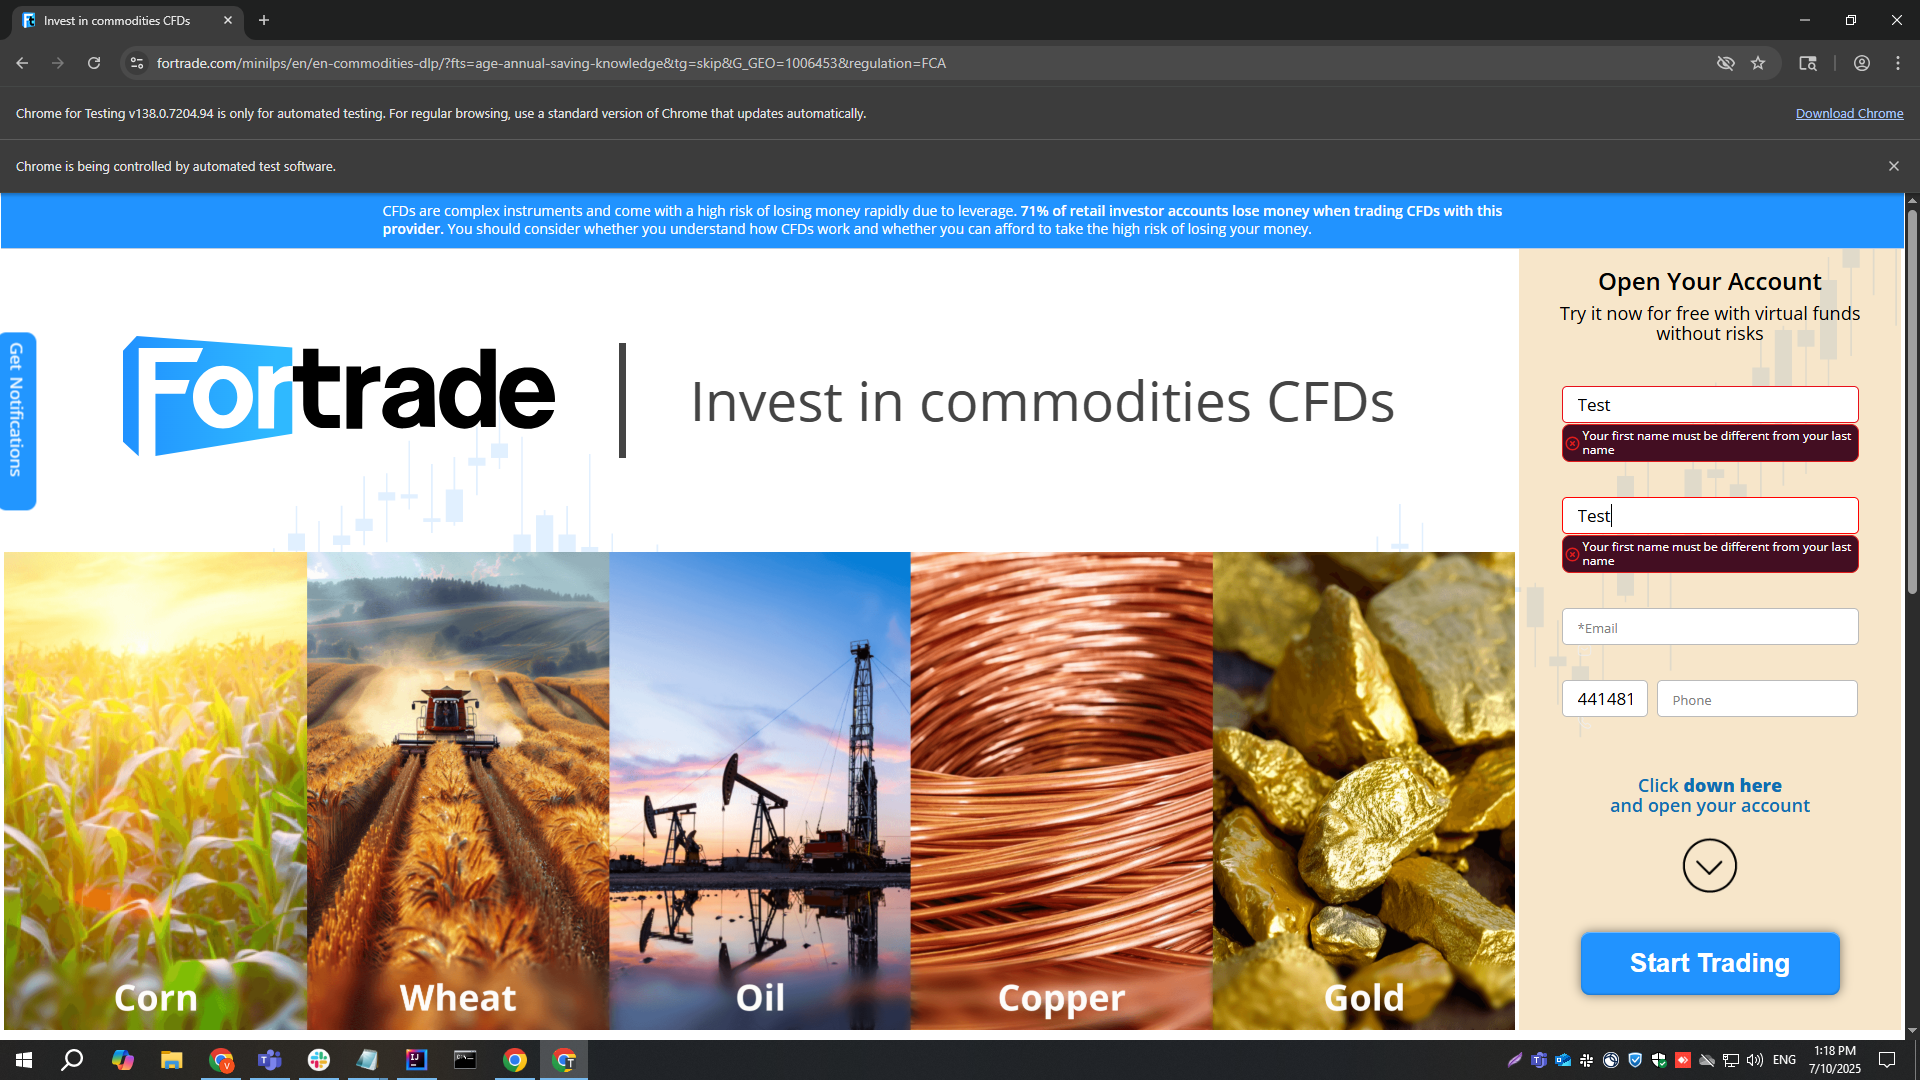 Invest in commodities CFDs
fortrade.com/minilps/en/en-commodities-dlp/?fts=age-annual-saving-knowledge&tg=skip&G_GEO=1006453&regulation=FCA
Chrome for Testing v138.0.7204.94 is only for automated testing. For regular browsing, use a standard version of Chrome that updates automatically.
Download Chrome
Chrome is being controlled by automated test software.
CFDs are complex instruments and come with a high risk of losing money rapidly due to leverage. 71% of retail investor accounts lose money when trading CFDs with this
provider. You should consider whether you understand how CFDs work and whether you can afford to take the high risk of losing your money.
Get Notifications
Fortrade
Invest in commodities CFDs
Corn
Wheat
Oil
Copper
Gold
Open Your Account
Try it now for free with virtual funds
without risks
Test
Your first name must be different from your last
name
Test
Your first name must be different from your last
name
*Email
441481
Phone
Click down here
and open your account
Start Trading
ENG
1:18 PM
7/10/2025